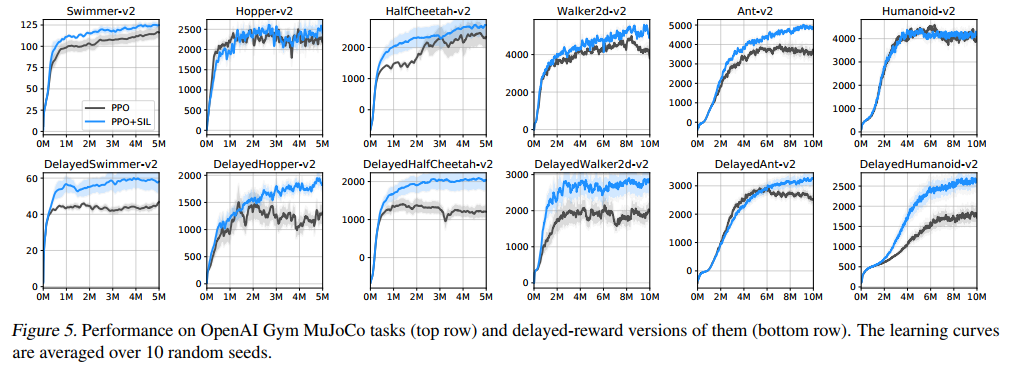 Swimmer-v2
Hopper-v2
HalfCheetah-v2
Walker2d-v2
Ant-v2
Humanoid-v2
125
100
75
50
25
0
PPO
PPO+SIL
0M 1M 2M 3M 4M 5M
2500
2000
1500
1000
500
0
0M 1M 2M 3M 4M 5M
2000
1000
0
0M 1M 2M 3M 4M 5M
4000
2000
0
0M 2M 4M 6M 8M 10M
5000
4000
3000
2000
1000
0
0M 2M 4M 6M 8M 10M
5000
4000
3000
2000
1000
0
0M 2M 4M 6M 8M 10M
DelayedSwimmer-v2
DelayedHopper-v2
DelayedHalfCheetah-v2
DelayedWalker2d-v2
DelayedAnt-v2
DelayedHumanoid-v2
60
40
20
0
0M 1M 2M 3M 4M 5M
2000
1500
1000
500
0
0M 1M 2M 3M 4M 5M
2000
1000
0
0M 1M 2M 3M 4M 5M
3000
2000
1000
0
0M 2M 4M 6M 8M 10M
3000
2000
1000
0
0M 2M 4M 6M 8M 10M
2500
2000
1500
1000
500
0
0M 2M 4M 6M 8M 10M
Figure 5. Performance on OpenAI Gym MuJoCo tasks (top row) and delayed-reward versions of them (bottom row). The learning curves
are averaged over 10 random seeds.